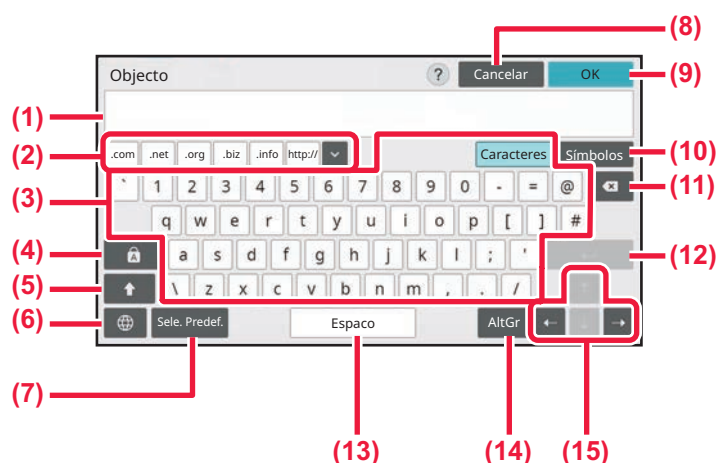 (8)
Objecto ? Cancelar OK (9)
(1)
(2) .com .net .org .biz .info http:// Caracteres Símbolos (10)
(3) ` 1 2 3 4 5 6 7 8 9 0 - = @ (11)
q w e r t y u i o p [ ] #
(4) A a s d f g h j k l ; ' (12)
(5) \ z x c v b n m , . /
(6) Sele. Predef. Espaco AltGr
(7)
(13) (14) (15)